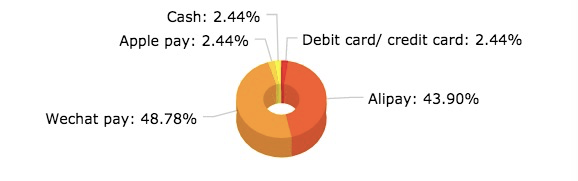 Cash: 2.44%
Apple pay: 2.44%
Debit card/ credit card: 2.44%
Alipay: 43.90%
Wechat pay: 48.78%